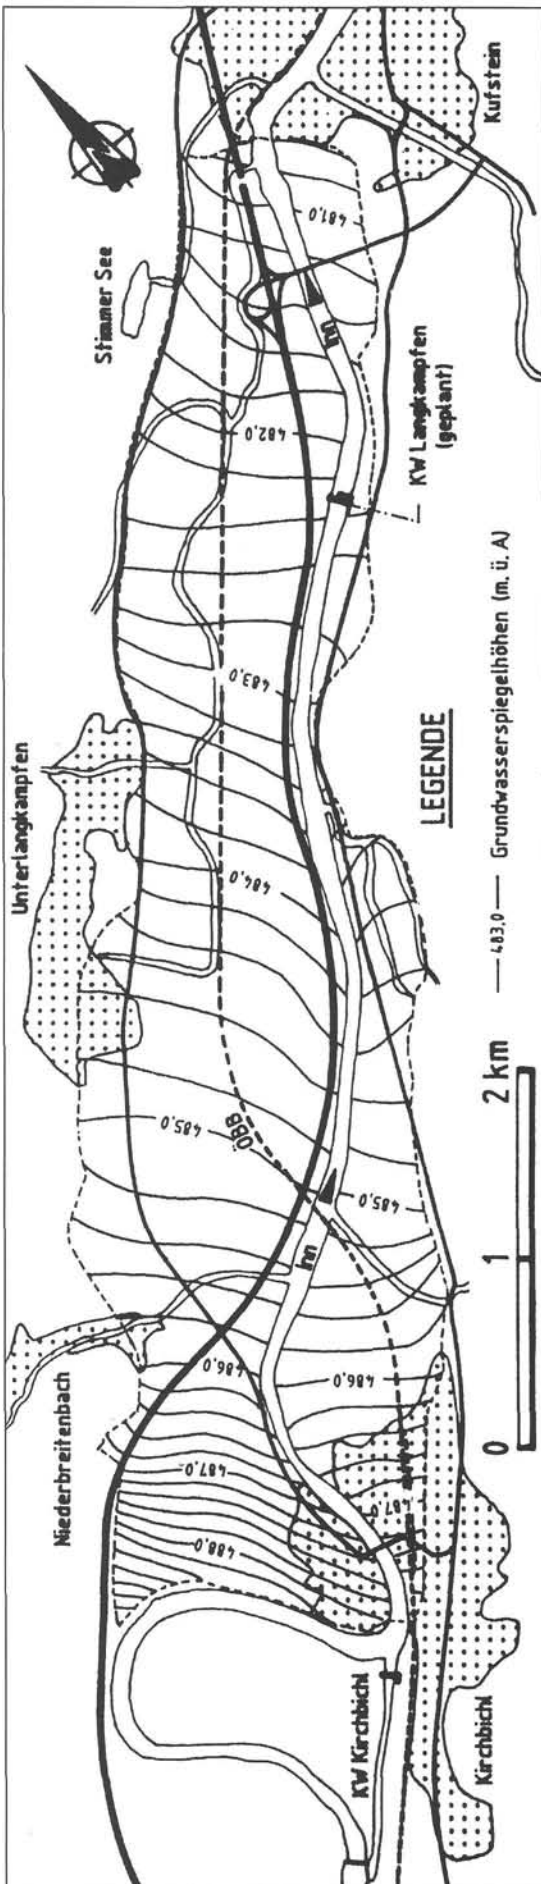 Kufstein
481,0
Stimmer See
Inn
KW Langkampfen
(geplant)
482,0
483,0
Unterlangkampfen
LEGENDE
— 483,0 — Grundwasserspiegelhöhen (m. ü. A)
484,0
485,0
ÖBB
485,0
Inn
0 1 2 km
Niederbreitenbach
486,0
486,0
487,0
487,0
488,0
KW Kirchbichl
Kirchbichl